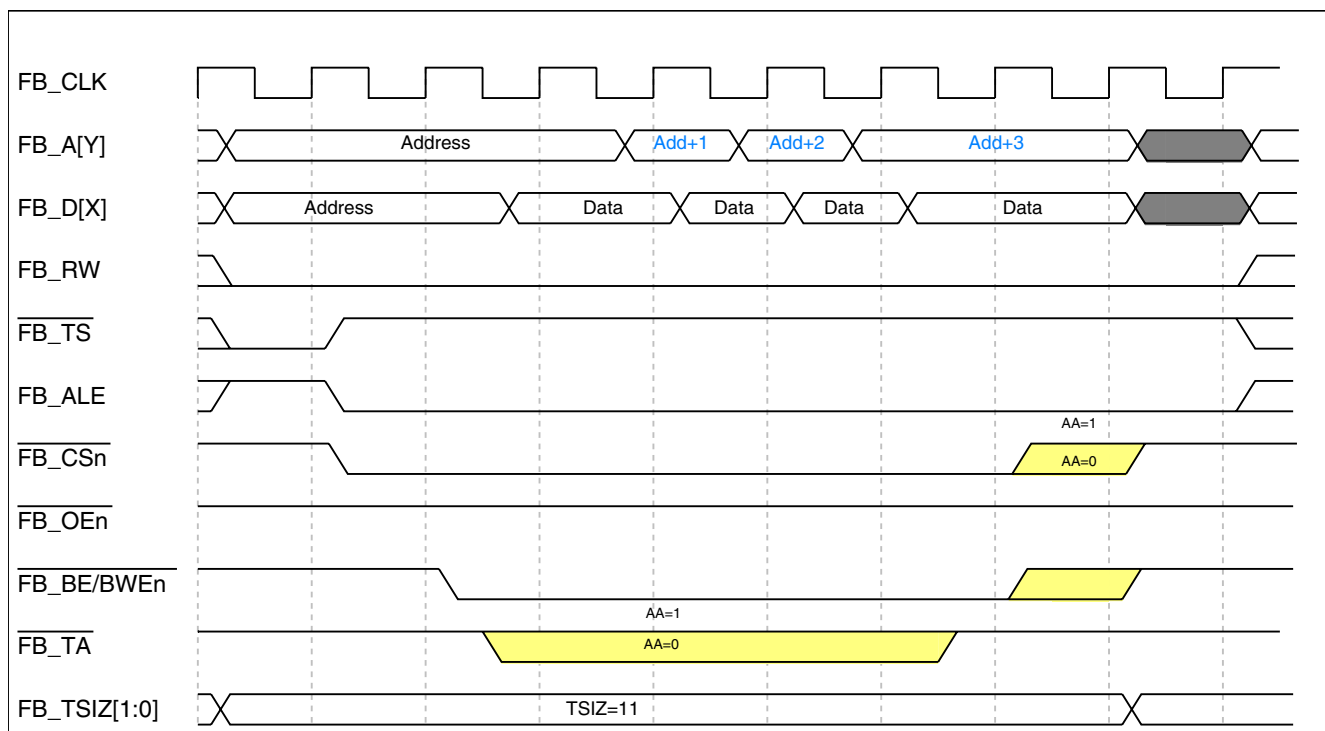 FB_CLK
FB_A[Y] Address Add+1 Add+2 Add+3
FB_D[X] Address Data Data Data Data
FB_RW
FB_TS
FB_ALE
AA=1
FB_CSn AA=0
FB_OEn
FB_BE/BWEn
AA=1
FB_TA AA=0
FB_TSIZ[1:0] TSIZ=11